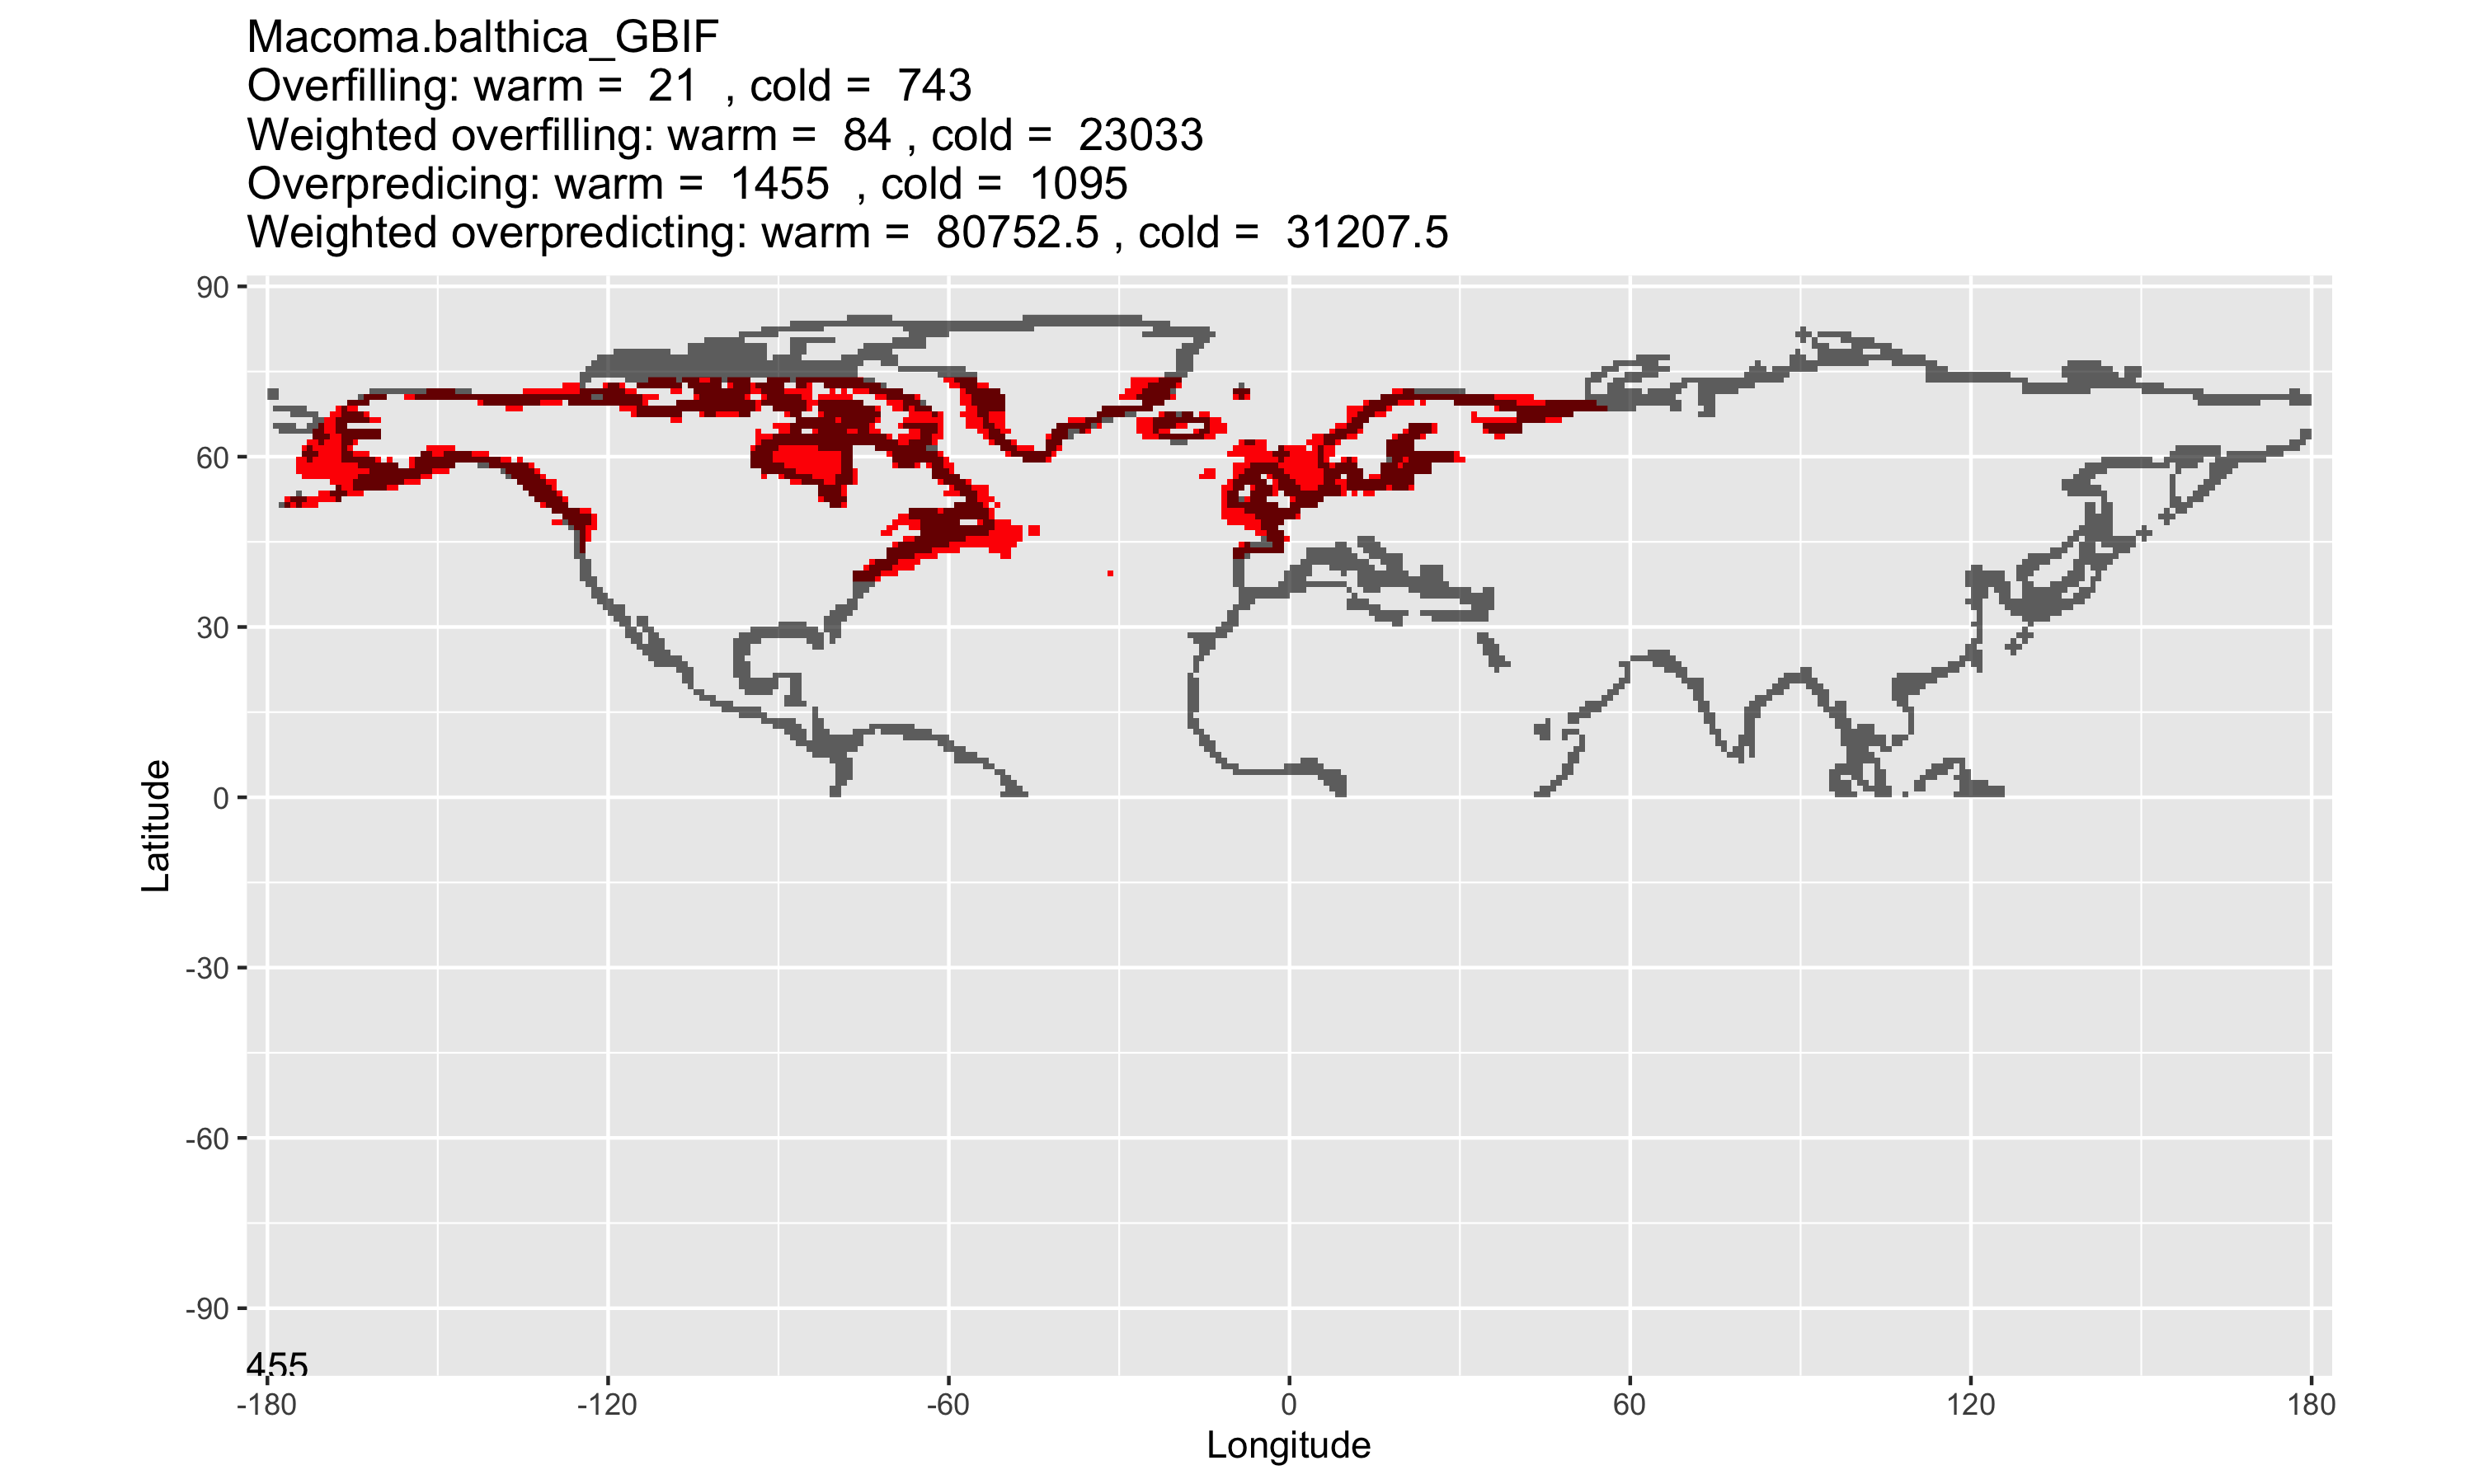 Macoma.balthica_GBIF
Overfilling: warm =  21  , cold =  743
Weighted overfilling: warm =  84 , cold =  23033
Overpredicing: warm =  1455  , cold =  1095
Weighted overpredicting: warm =  80752.5 , cold =  31207.5
90
60
30
0
-30
-60
-90
Latitude
455
-180 -120 -60 0 60 120 180
Longitude